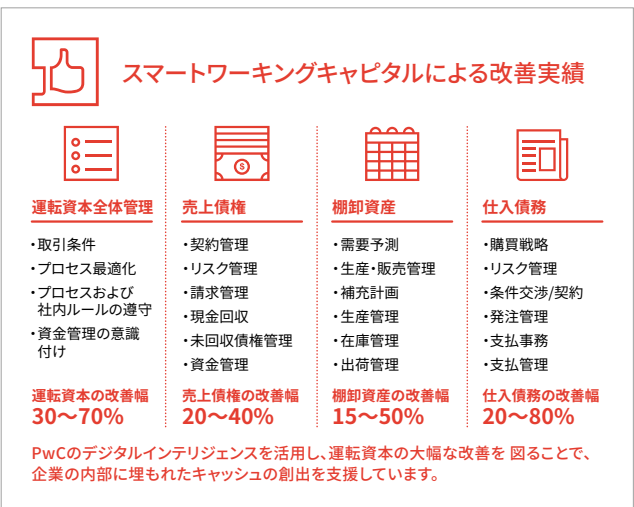 スマートワーキングキャピタルによる改善実績
$
運転資本全体管理
・取引条件
・プロセス最適化
・プロセスおよび
社内ルールの遵守
・資金管理の意識
付け
運転資本の改善幅
30〜70%
売上債権
・契約管理
・リスク管理
・請求管理
・現金回収
・未回収債権管理
・資金管理
売上債権の改善幅
20〜40%
棚卸資産
・需要予測
・生産・販売管理
・補充計画
・生産管理
・在庫管理
・出荷管理
棚卸資産の改善幅
15〜50%
仕入債務
・購買戦略
・リスク管理
・条件交渉/契約
・発注管理
・支払事務
・支払管理
仕入債務の改善幅
20〜80%
PwCのデジタルインテリジェンスを活用し、運転資本の大幅な改善を 図ることで、
企業の内部に埋もれたキャッシュの創出を支援しています。